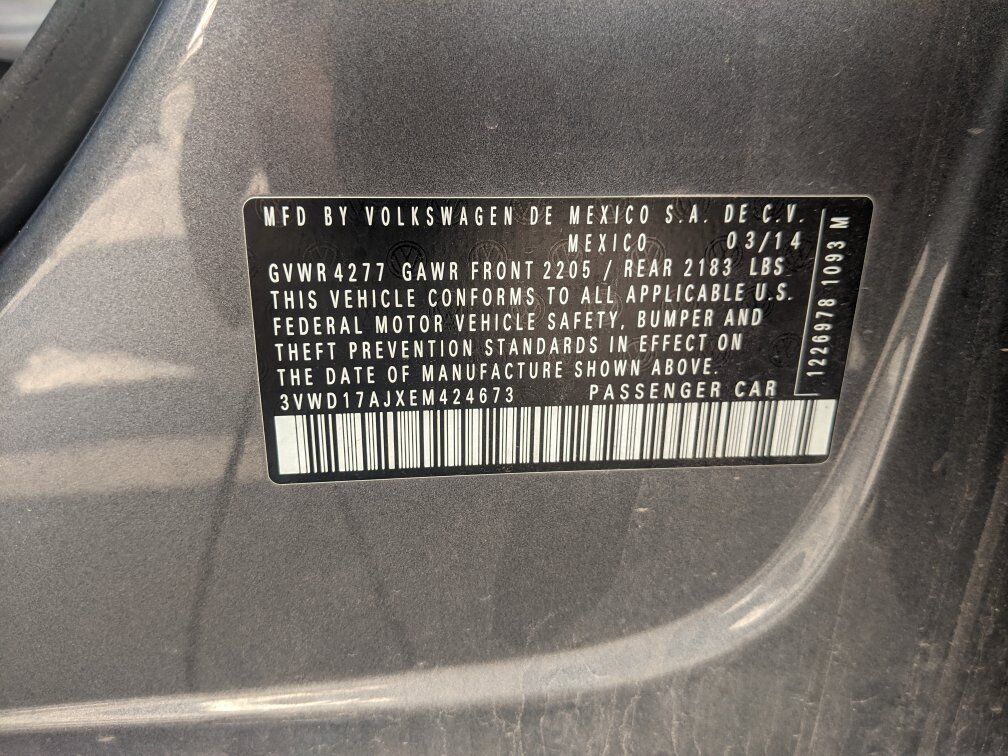 MFD BY VOLKSWAGEN DE MEXICO S.A. DE C.V.
MEXICO 03/14
GVWR 4277 GAWR FRONT 2205 / REAR 2183 LBS
THIS VEHICLE CONFORMS TO ALL APPLICABLE U.S.
FEDERAL MOTOR VEHICLE SAFETY, BUMPER AND
THEFT PREVENTION STANDARDS IN EFFECT ON
THE DATE OF MANUFACTURE SHOWN ABOVE.
3VWD17AJXEM424673 PASSENGER CAR
1226978 1093 M